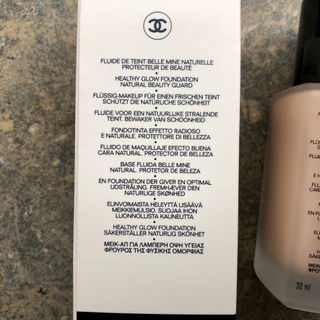 FLUIDE DE TEINT BELLE MINE NATURELLE
PROTECTEUR DE BEAUTÉ
HEALTHY GLOW FOUNDATION
NATURAL BEAUTY GUARD
FLÜSSIG-MAKEUP FÜR EINEN FRISCHEN TEINT
SCHÜTZT DIE NATÜRLICHE SCHÖNHEIT
FLUIDE VOOR EEN NATUURLIJKE STRALENDE
TEINT. BEWAKER VAN SCHOONHEID
FONDOTINTA EFFETTO RADIOSO
E NATURALE. PROTETTORE DI BELLEZZA
FLUIDO DE MAQUILLAJE EFECTO BUENA
CARA NATURAL. PROTECTOR DE BELLEZA
BASE FLUIDA BELLE MINE
NATURAL. PROTETOR DE BELEZA
EN FOUNDATION DER GIVER EN OPTIMAL
UDSTRÅLING. FREMHÆVER DEN
NATURLIGE SKØNHED
ELINVOIMAISTA HELEYTTÄ LISÄÄVÄ
MEIKKIEMULSIO. SUOJAA IHON
LUONNOLLISTA KAUNEUTTA
HEALTHY GLOW FOUNDATION
SÄKERSTÄLLER NATURLIG SKÖNHET
ΜΕΙΚ-ΑΠ ΓΙΑ ΛΑΜΠΕΡΗ ΟΨΗ ΥΓΕΙΑΣ
ΦΡΟΥΡΟΣ ΤΗΣ ΦΥΣΙΚΗΣ ΟΜΟΡΦΙΑΣ
30 ml